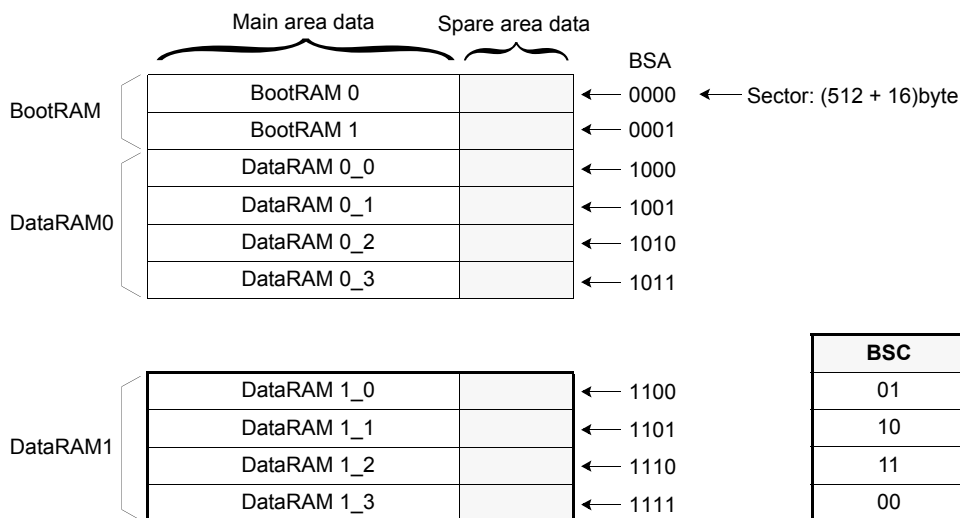 Main area data Spare area data
BSA
BootRAM
BootRAM 0 0000 Sector: (512 + 16)byte
BootRAM 1 0001
DataRAM0
DataRAM 0_0 1000
DataRAM 0_1 1001
DataRAM 0_2 1010
DataRAM 0_3 1011
BSC
DataRAM1
DataRAM 1_0 1100 01
DataRAM 1_1 1101 10
DataRAM 1_2 1110 11
DataRAM 1_3 1111 00